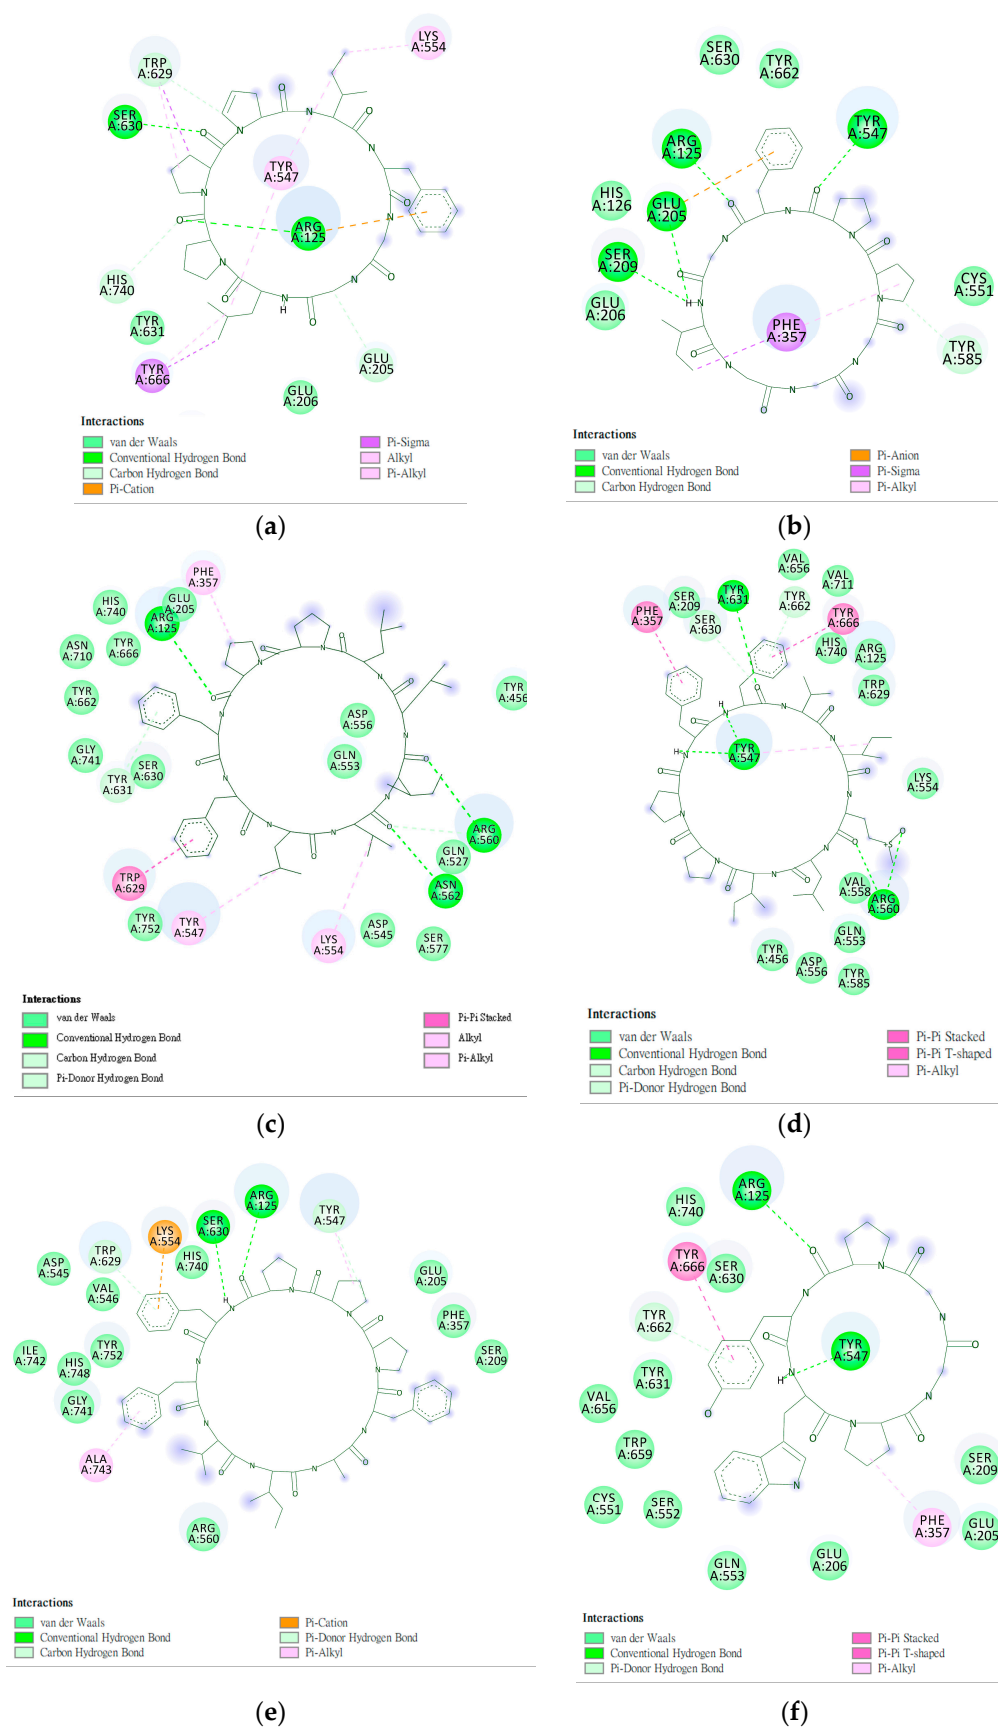 LYS
A:554
TRP
A:629
SER
A:630
TYR
A:547
ARG
A:125
HIS
A:740
TYR
A:631
TYR
A:666
GLU
A:205
GLU
A:206
Interactions
van der Waals
Conventional Hydrogen Bond
Carbon Hydrogen Bond
Pi-Cation
Pi-Sigma
Alkyl
Pi-Alkyl
(a)
SER
A:630
TYR
A:662
TYR
A:547
ARG
A:125
HIS
A:126
GLU
A:205
SER
A:209
GLU
A:206
CYS
A:551
PHE
A:357
TYR
A:585
Interactions
van der Waals
Conventional Hydrogen Bond
Carbon Hydrogen Bond
Pi-Anion
Pi-Sigma
Pi-Alkyl
(b)
PHE
A:357
HIS
A:740
GLU
A:205
ARG
A:125
ASN
A:710
TYR
A:666
TYR
A:662
TYR
A:456
ASP
A:556
GLY
A:741
SER
A:630
GLN
A:553
TYR
A:631
ARG
A:560
GLN
A:527
TRP
A:629
ASN
A:562
TYR
A:752
TYR
A:547
LYS
A:554
ASP
A:545
SER
A:577
Interactions
van der Waals
Conventional Hydrogen Bond
Carbon Hydrogen Bond
Pi-Donor Hydrogen Bond
Pi-Pi Stacked
Alkyl
Pi-Alkyl
(c)
VAL
A:656
VAL
A:711
TYR
A:631
SER
A:209
TYR
A:662
PHE
A:357
SER
A:630
TYR
A:666
HIS
A:740
ARG
A:125
TRP
A:629
TYR
A:547
LYS
A:554
VAL
A:558
ARG
A:560
GLN
A:553
TYR
A:456
ASP
A:556
TYR
A:585
Interactions
van der Waals
Conventional Hydrogen Bond
Carbon Hydrogen Bond
Pi-Donor Hydrogen Bond
Pi-Pi Stacked
Pi-Pi T-shaped
Pi-Alkyl
(d)
ARG
A:125
SER
A:630
TYR
A:547
LYS
A:554
TRP
A:629
HIS
A:740
ASP
A:545
VAL
A:546
GLU
A:205
PHE
A:357
ILE
A:742
TYR
A:752
HIS
A:748
SER
A:209
GLY
A:741
ALA
A:743
ARG
A:560
Interactions
van der Waals
Conventional Hydrogen Bond
Carbon Hydrogen Bond
Pi-Cation
Pi-Donor Hydrogen Bond
Pi-Alkyl
(e)
ARG
A:125
HIS
A:740
TYR
A:666
SER
A:630
TYR
A:662
TYR
A:547
TYR
A:631
VAL
A:656
TRP
A:659
CYS
A:551
SER
A:552
SER
A:209
PHE
A:357
GLU
A:205
GLN
A:553
GLU
A:206
Interactions
van der Waals
Conventional Hydrogen Bond
Pi-Donor Hydrogen Bond
Pi-Pi Stacked
Pi-Pi T-shaped
Pi-Alkyl
(f)